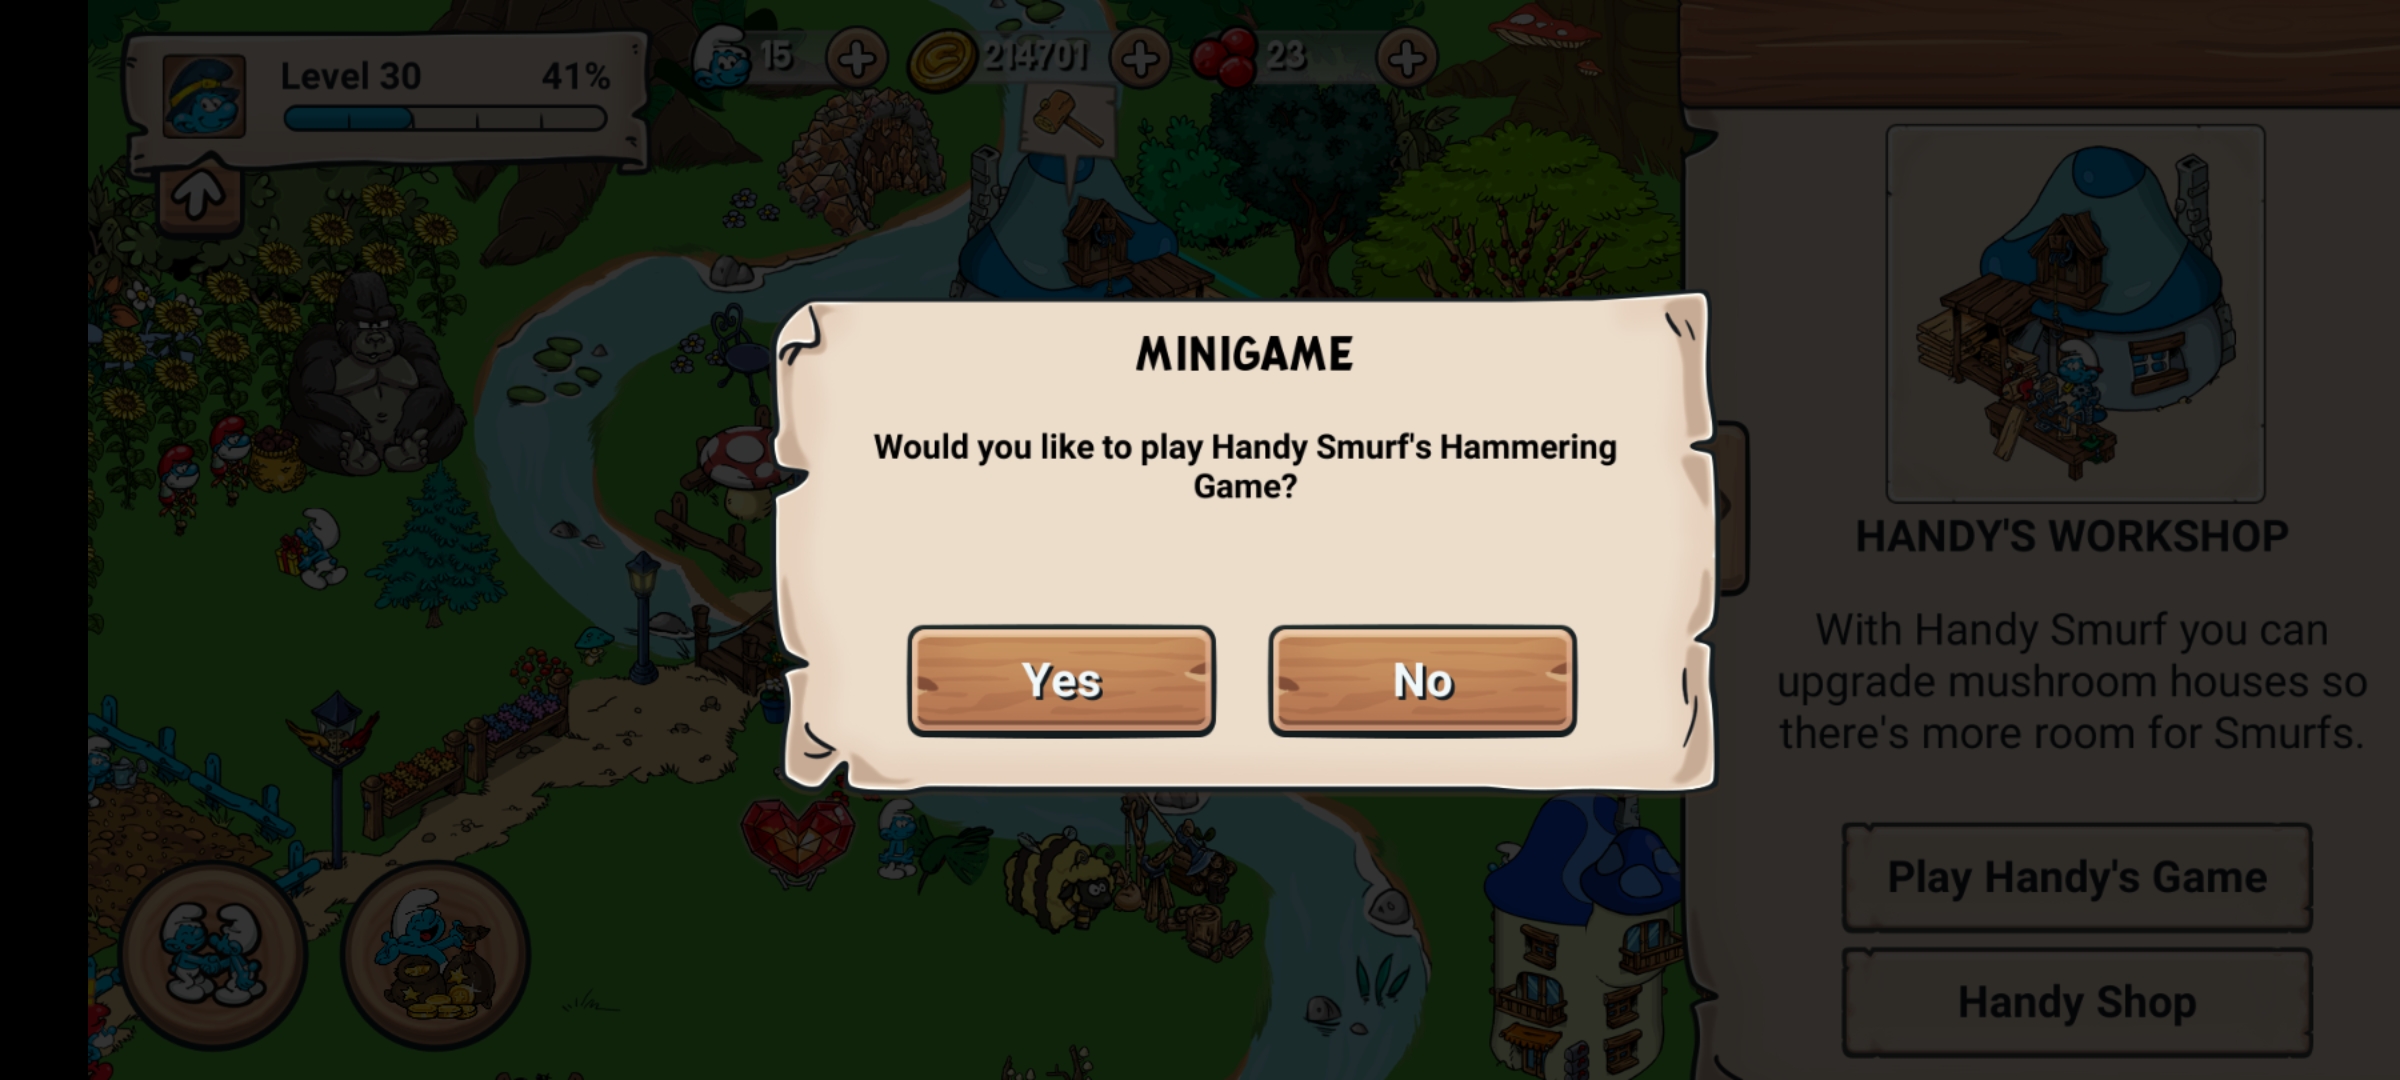 Level 30 41%
15
214701
23
MINIGAME
Would you like to play Handy Smurf's Hammering
Game?
Yes
No
HANDY'S WORKSHOP
With Handy Smurf you can
upgrade mushroom houses so
there's more room for Smurfs.
Play Handy's Game
Handy Shop